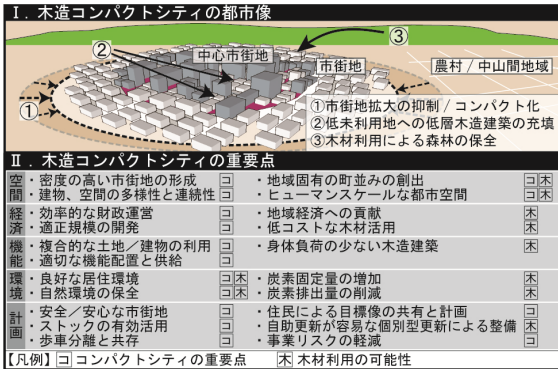 Ⅰ．木造コンパクトシティの都市像
③
② 中心市街地
市街地
農村/中山間地域
①
①市街地拡大の抑制/コンパクト化
②低未利用地への低層木造建築の充填
③木材利用による森林の保全
Ⅱ．木造コンパクトシティの重要点
空間 ・密度の高い市街地の形成 コ ・地域固有の町並みの創出 コ木
・建物、空間の多様性と連続性 コ ・ヒューマンスケールな都市空間 コ木
経済 ・効率的な財政運営 コ ・地域経済への貢献 木
・適正規模の開発 コ ・低コストな木材活用 木
機能 ・複合的な土地/建物の利用 コ ・身体負荷の少ない木造建築 木
・適切な機能配置と供給 コ
環境 ・良好な居住環境 コ木 ・炭素固定量の増加 木
・自然環境の保全 コ木 ・炭素排出量の削減 木
計画 ・安全/安心な市街地 コ ・住民による目標像の共有と計画 コ
・ストックの有効活用 コ ・自助更新が容易な個別型更新による整備 木
・歩車分離と共存 コ ・事業リスクの軽減 コ
【凡例】コ コンパクトシティの重要点 木 木材利用の可能性